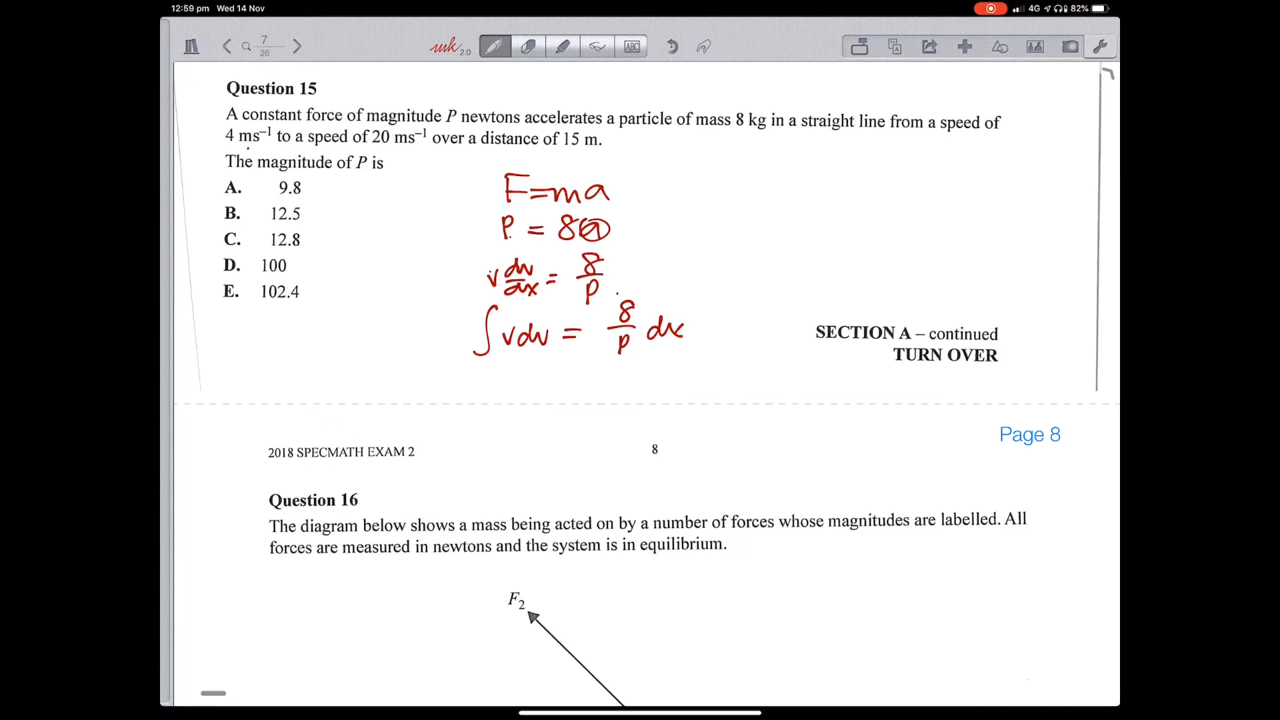 12:59 pm Wed 14 Nov
4G 82%
7
26
mk 2.0
ABC
Question 15
A constant force of magnitude P newtons accelerates a particle of mass 8 kg in a straight line from a speed of
4 ms⁻¹ to a speed of 20 ms⁻¹ over a distance of 15 m.
The magnitude of P is
A. 9.8
B. 12.5
C. 12.8
D. 100
E. 102.4
F = ma
P = 8a
v dv/dx = 8/P
∫ v dv = 8/P dx
SECTION A – continued
TURN OVER
Page 8
2018 SPECMATH EXAM 2
8
Question 16
The diagram below shows a mass being acted on by a number of forces whose magnitudes are labelled. All
forces are measured in newtons and the system is in equilibrium.
F₂